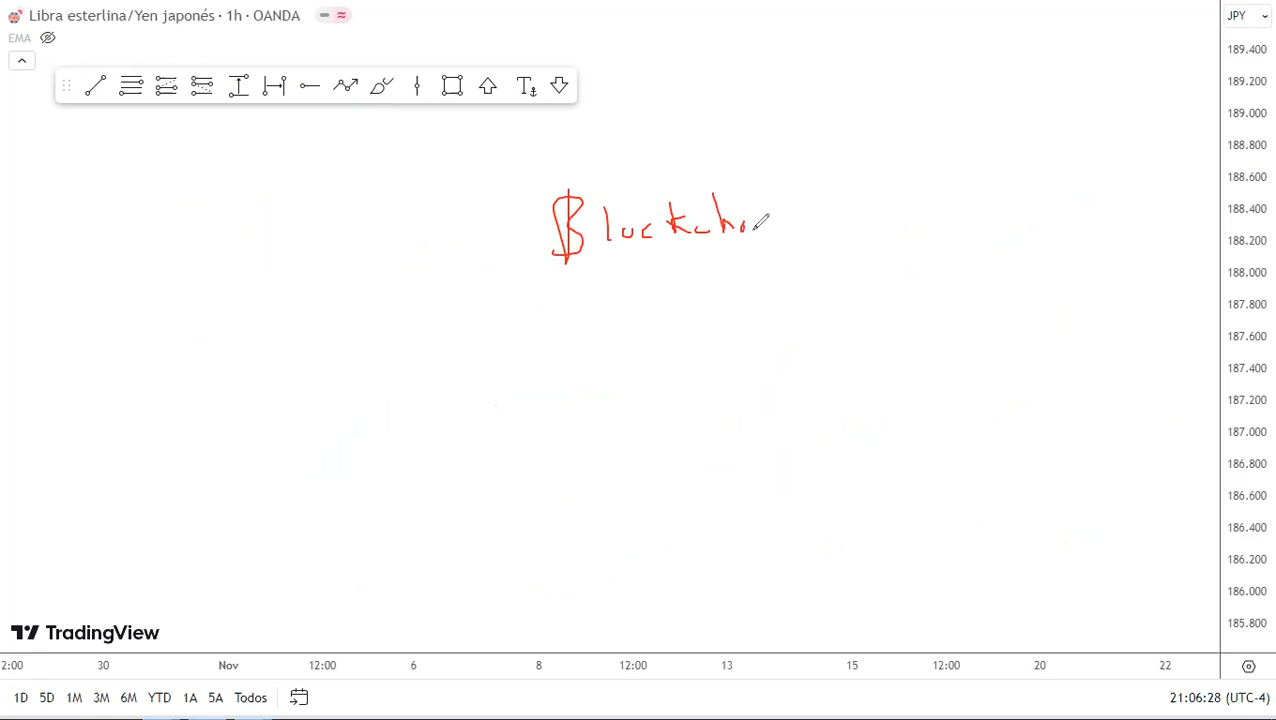 Libra esterlina/Yen japonés · 1h · OANDA
JPY
EMA
189.400
189.200
189.000
188.800
188.600
188.400
188.200
188.000
187.800
187.600
187.400
187.200
187.000
186.800
186.600
186.400
186.200
186.000
185.800
Blockcha
TradingView
2:00 30 Nov 12:00 6 8 12:00 13 15 12:00 20 22
1D 5D 1M 3M 6M YTD 1A 5A Todos
21:06:28 (UTC-4)